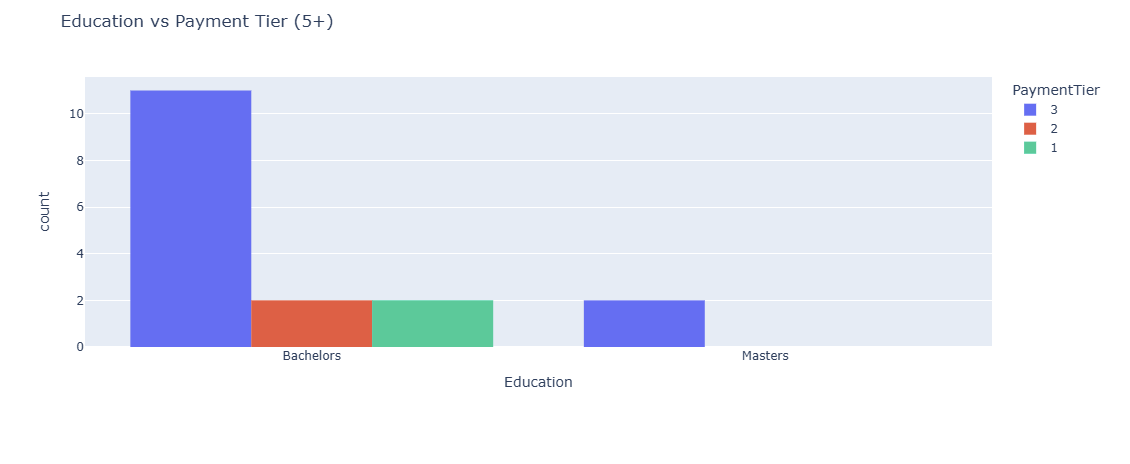 Education vs Payment Tier (5+)
PaymentTier
3
2
1
count
10
8
6
4
2
0
Bachelors
Masters
Education